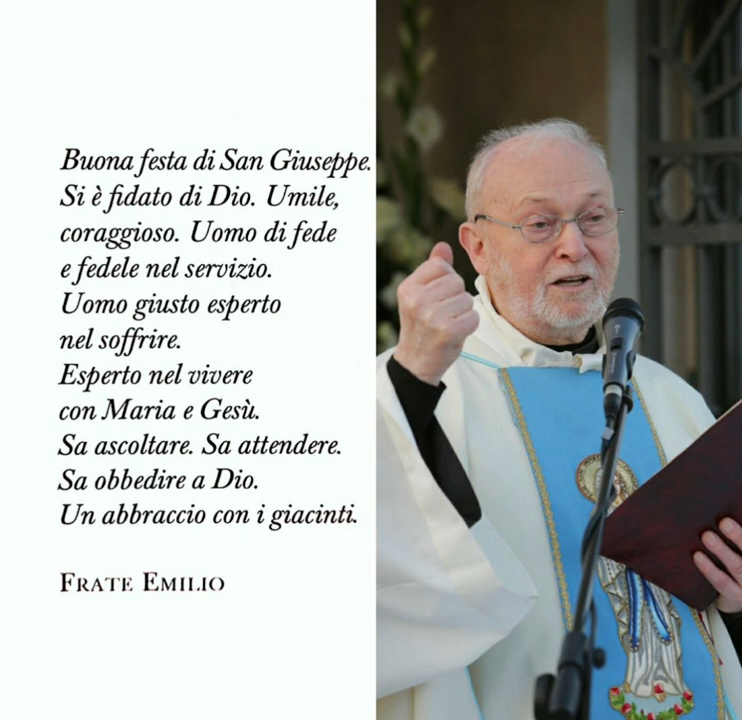 Buona festa di San Giuseppe.
Si è fidato di Dio. Umile,
coraggioso. Uomo di fede
e fedele nel servizio.
Uomo giusto esperto
nel soffrire.
Esperto nel vivere
con Maria e Gesù.
Sa ascoltare. Sa attendere.
Sa obbedire a Dio.
Un abbraccio con i giacinti.
FRATE EMILIO